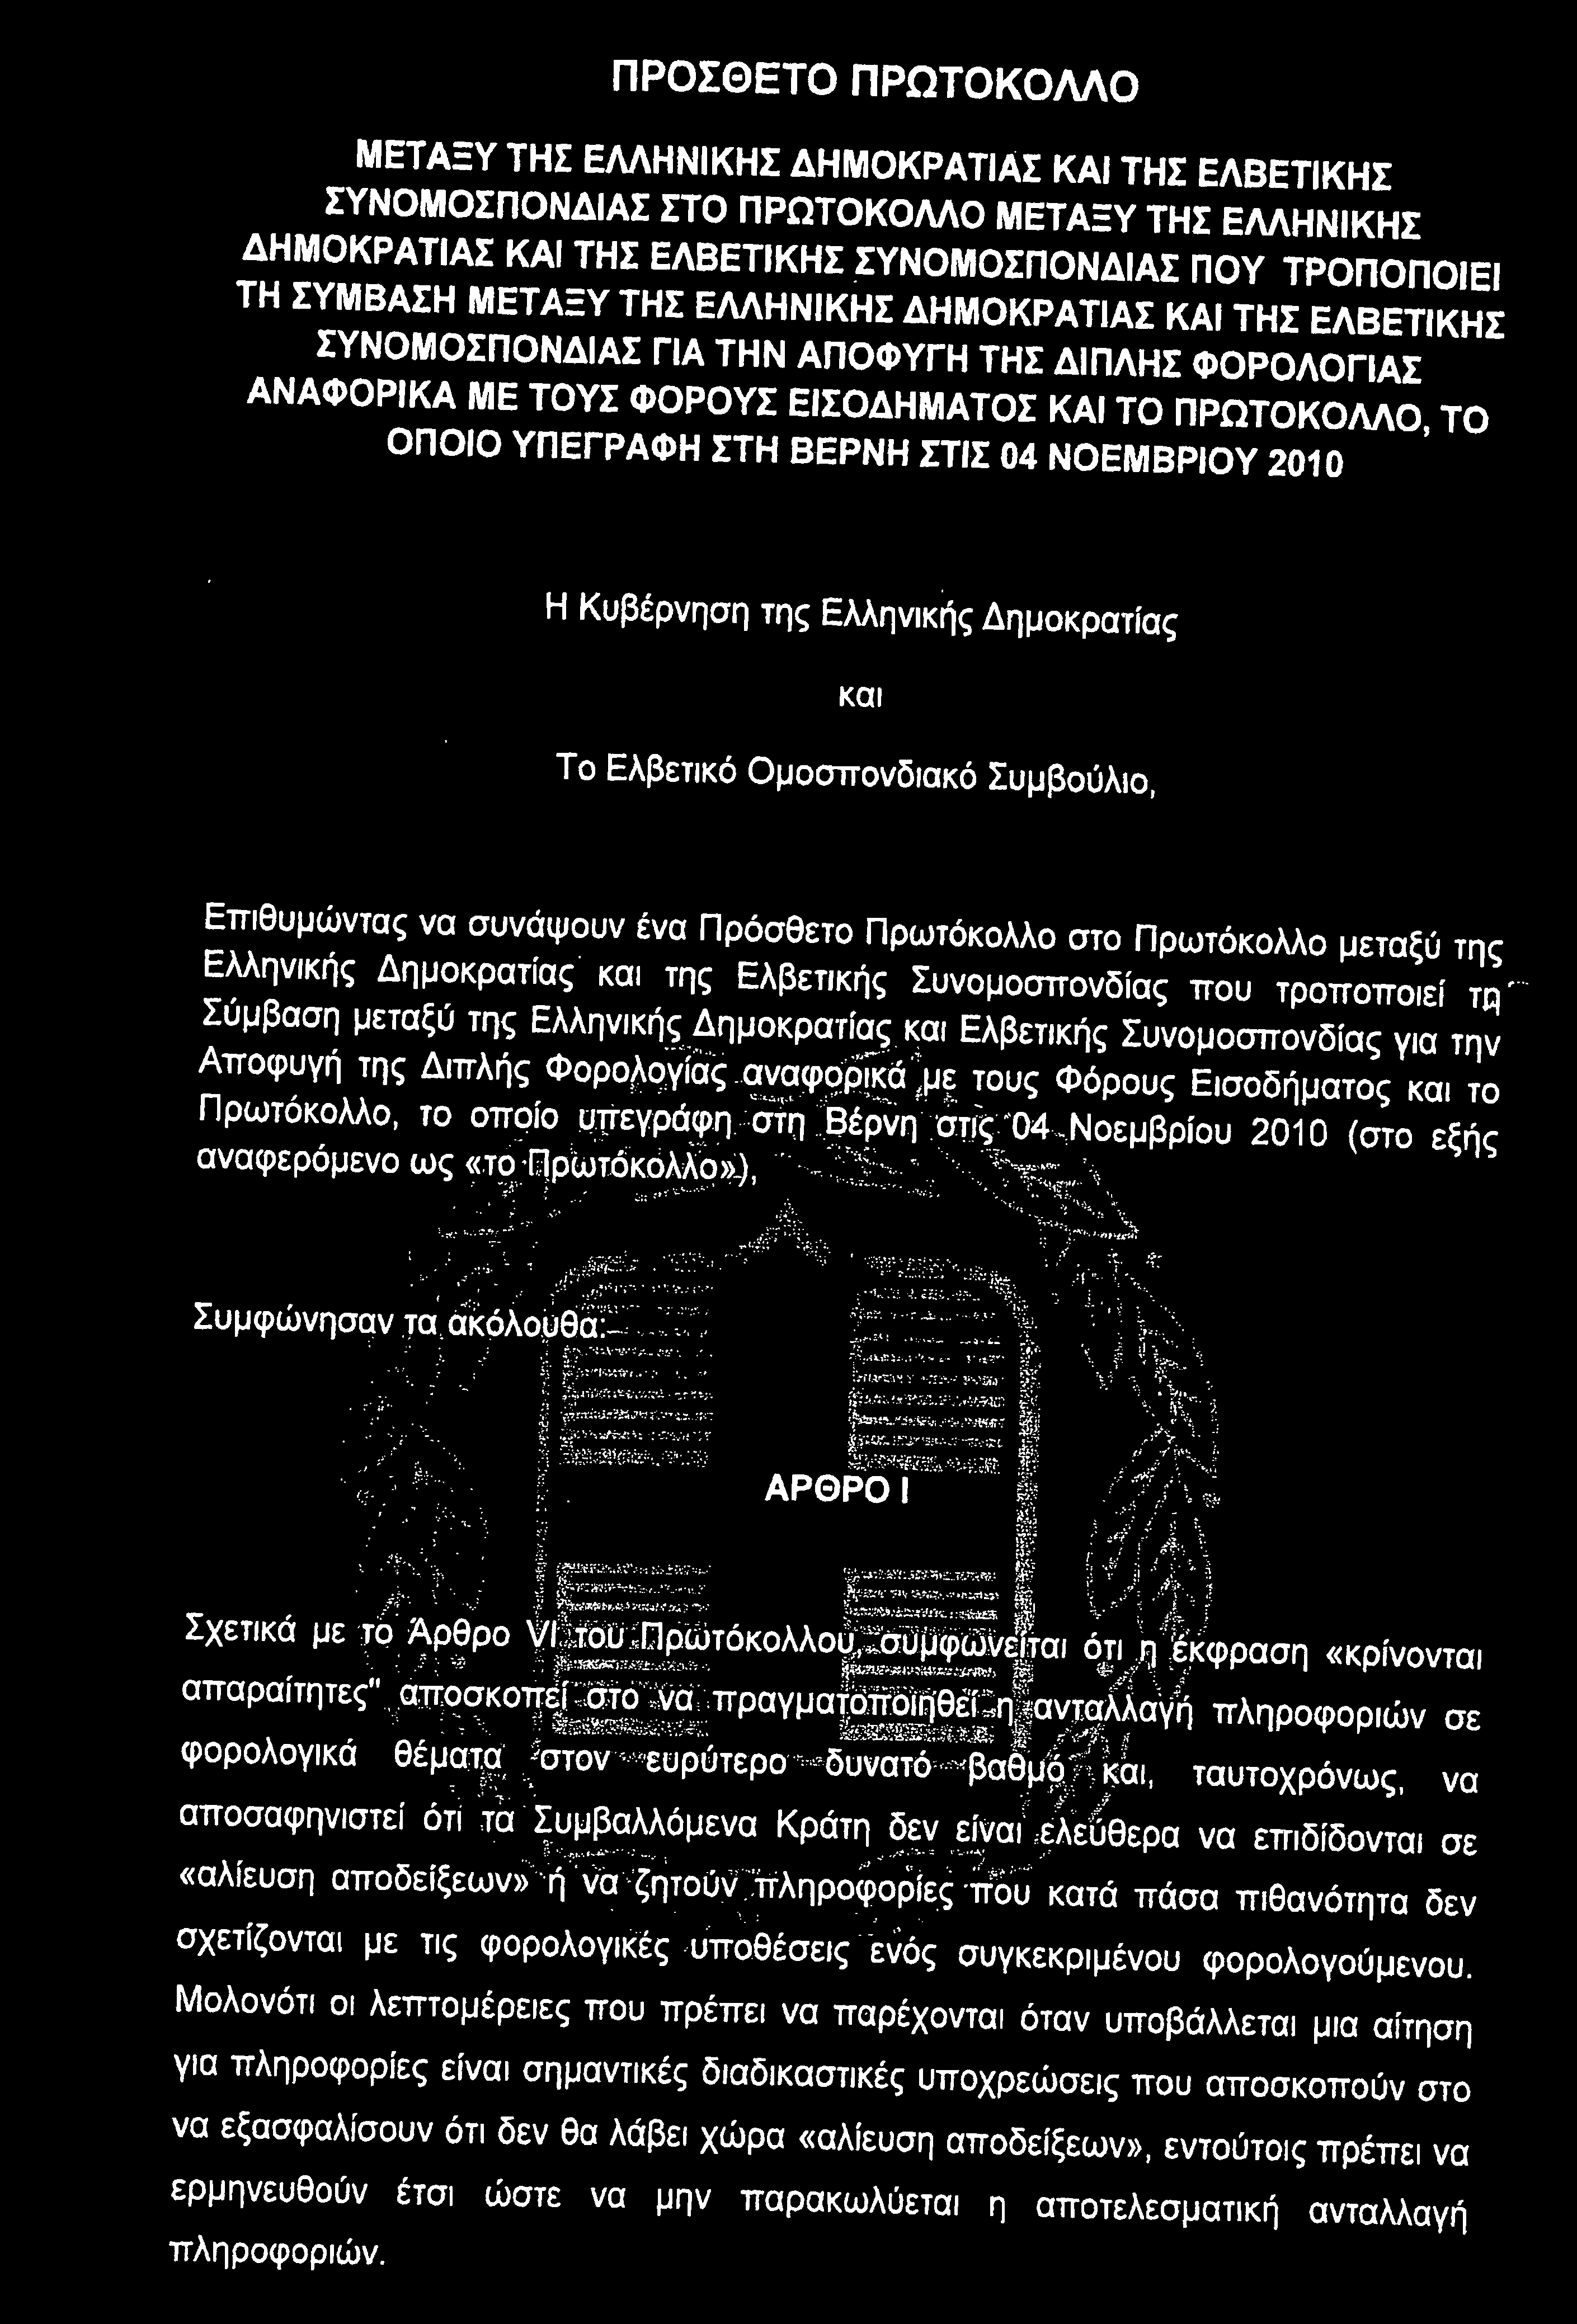 ΠΡΟΣΘΕΤΟ ΠΡΩΤΟΚΟΛΛΟ
ΜΕΤΑΞΥ ΤΗΣ ΕΛΛΗΝΙΚΗΣ ΔΗΜΟΚΡΑΤΙΑΣ ΚΑΙ ΤΗΣ ΕΛΒΕΤΙΚΗΣ
ΣΥΝΟΜΟΣΠΟΝΔΙΑΣ ΣΤΟ ΠΡΩΤΟΚΟΛΛΟ ΜΕΤΑΞΥ ΤΗΣ ΕΛΛΗΝΙΚΗΣ
ΔΗΜΟΚΡΑΤΙΑΣ ΚΑΙ ΤΗΣ ΕΛΒΕΤΙΚΗΣ ΣΥΝΟΜΟΣΠΟΝΔΙΑΣ ΠΟΥ ΤΡΟΠΟΠΟΙΕΙ
ΤΗ ΣΥΜΒΑΣΗ ΜΕΤΑΞΥ ΤΗΣ ΕΛΛΗΝΙΚΗΣ ΔΗΜΟΚΡΑΤΙΑΣ ΚΑΙ ΤΗΣ ΕΛΒΕΤΙΚΗΣ
ΣΥΝΟΜΟΣΠΟΝΔΙΑΣ ΓΙΑ ΤΗΝ ΑΠΟΦΥΓΗ ΤΗΣ ΔΙΠΛΗΣ ΦΟΡΟΛΟΓΙΑΣ
ΑΝΑΦΟΡΙΚΑ ΜΕ ΤΟΥΣ ΦΟΡΟΥΣ ΕΙΣΟΔΗΜΑΤΟΣ ΚΑΙ ΤΟ ΠΡΩΤΟΚΟΛΛΟ, ΤΟ
ΟΠΟΙΟ ΥΠΕΓΡΑΦΗ ΣΤΗ ΒΕΡΝΗ ΣΤΙΣ 04 ΝΟΕΜΒΡΙΟΥ 2010
Η Κυβέρνηση της Ελληνικής Δημοκρατίας
και
Το Ελβετικό Ομοσπονδιακό Συμβούλιο,
Επιθυμώντας να συνάψουν ένα Πρόσθετο Πρωτόκολλο στο Πρωτόκολλο μεταξύ της
Ελληνικής Δημοκρατίας και της Ελβετικής Συνομοσπονδίας που τροποποιεί τη
Σύμβαση μεταξύ της Ελληνικής Δημοκρατίας και Ελβετικής Συνομοσπονδίας για την
Αποφυγή της Διπλής Φορολογίας αναφορικά με τους Φόρους Εισοδήματος και το
Πρωτόκολλο, το οποίο υπεγράφη στη Βέρνη στις 04 Νοεμβρίου 2010 (στο εξής
αναφερόμενο ως «το Πρωτόκολλο»),
Συμφώνησαν τα ακόλουθα:
ΑΡΘΡΟ Ι
Σχετικά με το Άρθρο VI του Πρωτόκολλου, συμφωνείται ότι η έκφραση «κρίνονται
απαραίτητες" αποσκοπεί στο να πραγματοποιηθεί η ανταλλαγή πληροφοριών σε
φορολογικά θέματα στον ευρύτερο δυνατό βαθμό και, ταυτοχρόνως, να
αποσαφηνιστεί ότι τα Συμβαλλόμενα Κράτη δεν είναι ελεύθερα να επιδίδονται σε
«αλίευση αποδείξεων» ή να ζητούν πληροφορίες που κατά πάσα πιθανότητα δεν
σχετίζονται με τις φορολογικές υποθέσεις ενός συγκεκριμένου φορολογούμενου.
Μολονότι οι λεπτομέρειες που πρέπει να παρέχονται όταν υποβάλλεται μια αίτηση
για πληροφορίες είναι σημαντικές διαδικαστικές υποχρεώσεις που αποσκοπούν στο
να εξασφαλίσουν ότι δεν θα λάβει χώρα «αλίευση αποδείξεων», εντούτοις πρέπει να
ερμηνευθούν έτσι ώστε να μην παρακωλύεται η αποτελεσματική ανταλλαγή
πληροφοριών.